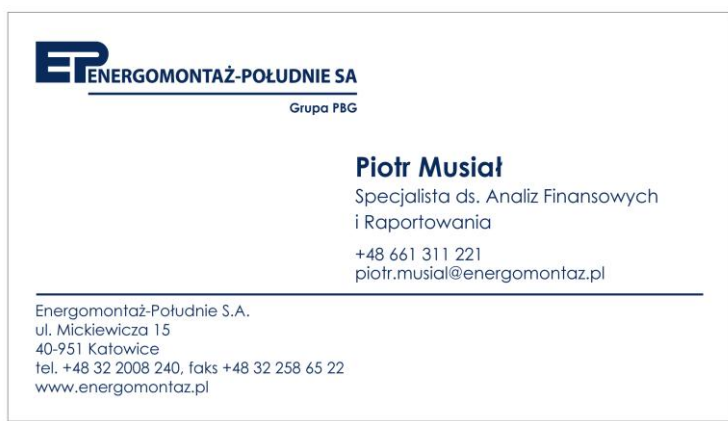 EP ENERGOMONTAŻ-POŁUDNIE SA
Grupa PBG
Piotr Musiał
Specjalista ds. Analiz Finansowych
i Raportowania
+48 661 311 221
piotr.musial@energomontaz.pl
Energomontaż-Południe S.A.
ul. Mickiewicza 15
40-951 Katowice
tel. +48 32 2008 240, faks +48 32 258 65 22
www.energomontaz.pl